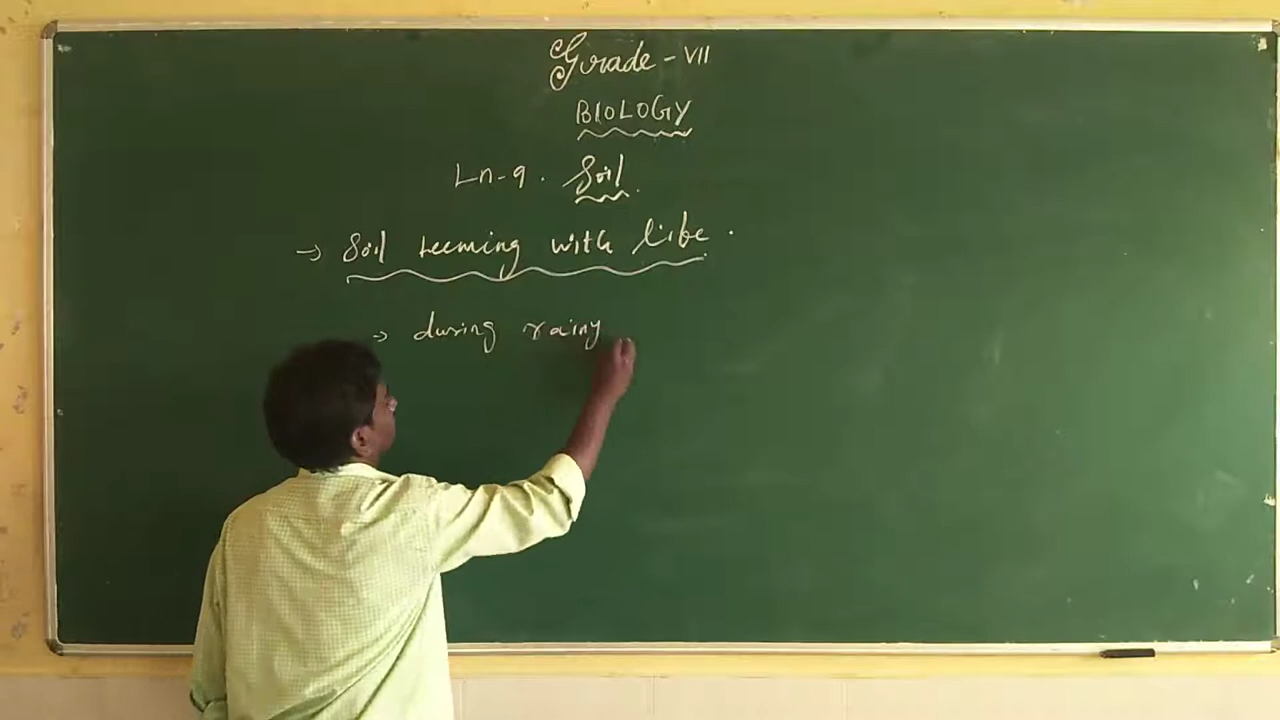 Grade - VII
BIOLOGY
Ln-9. Soil.
→ Soil teeming with life.
→ during rainy